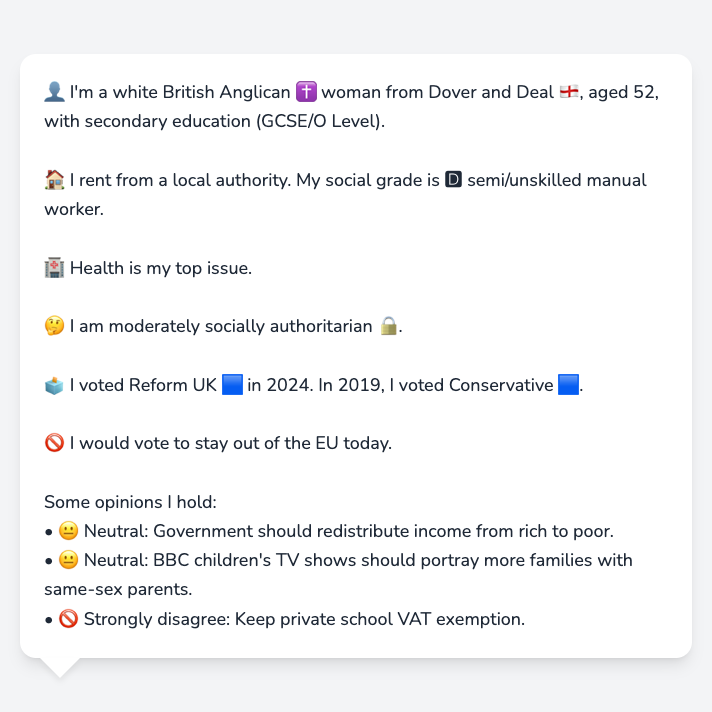 👤 I'm a white British Anglican ✝️ woman from Dover and Deal 🏴󠁧󠁢󠁥󠁮󠁧󠁿, aged 52,
with secondary education (GCSE/O Level).
🏠 I rent from a local authority. My social grade is 🅳 semi/unskilled manual
worker.
🏥 Health is my top issue.
🤔 I am moderately socially authoritarian 🔒.
🗳️ I voted Reform UK 🟦 in 2024. In 2019, I voted Conservative 🟦.
🚫 I would vote to stay out of the EU today.
Some opinions I hold:
• 😐 Neutral: Government should redistribute income from rich to poor.
• 😐 Neutral: BBC children's TV shows should portray more families with
same-sex parents.
• 🚫 Strongly disagree: Keep private school VAT exemption.